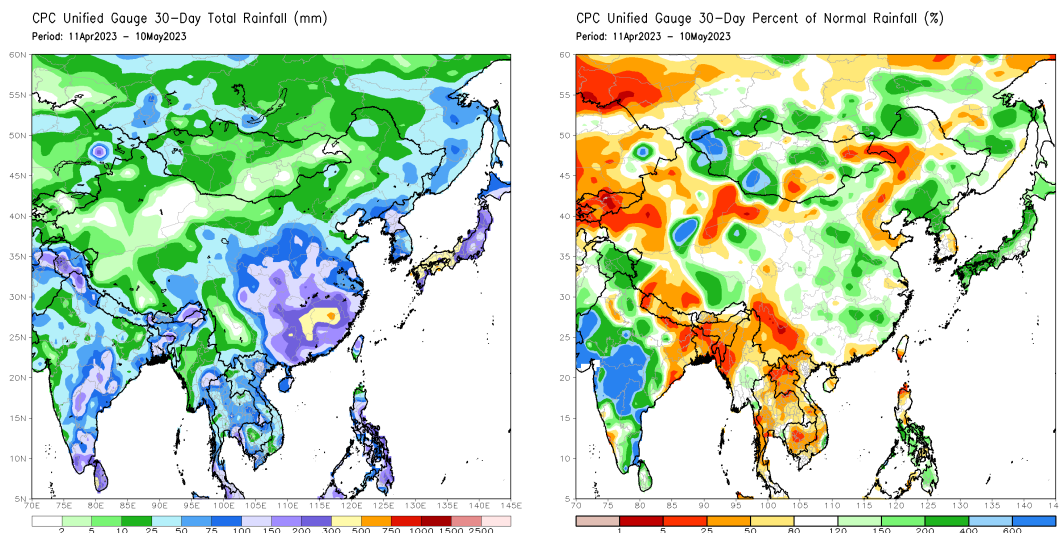 CPC Unified Gauge 30-Day Total Rainfall (mm)
Period: 11Apr2023 - 10May2023
60N
55N
50N
45N
40N
35N
30N
25N
20N
15N
10N
5N
70E 75E 80E 85E 90E 95E 100E 105E 110E 115E 120E 125E 130E 135E 140E 145E
2 5 10 25 50 75 100 150 200 300 500 750 1000 1500 2500
CPC Unified Gauge 30-Day Percent of Normal Rainfall (%)
Period: 11Apr2023 - 10May2023
60
55
50
45
40
35
30
25
20
15
10
5
70 75 80 85 90 95 100 105 110 115 120 125 130 135 140
1 5 25 50 80 120 150 200 400 600